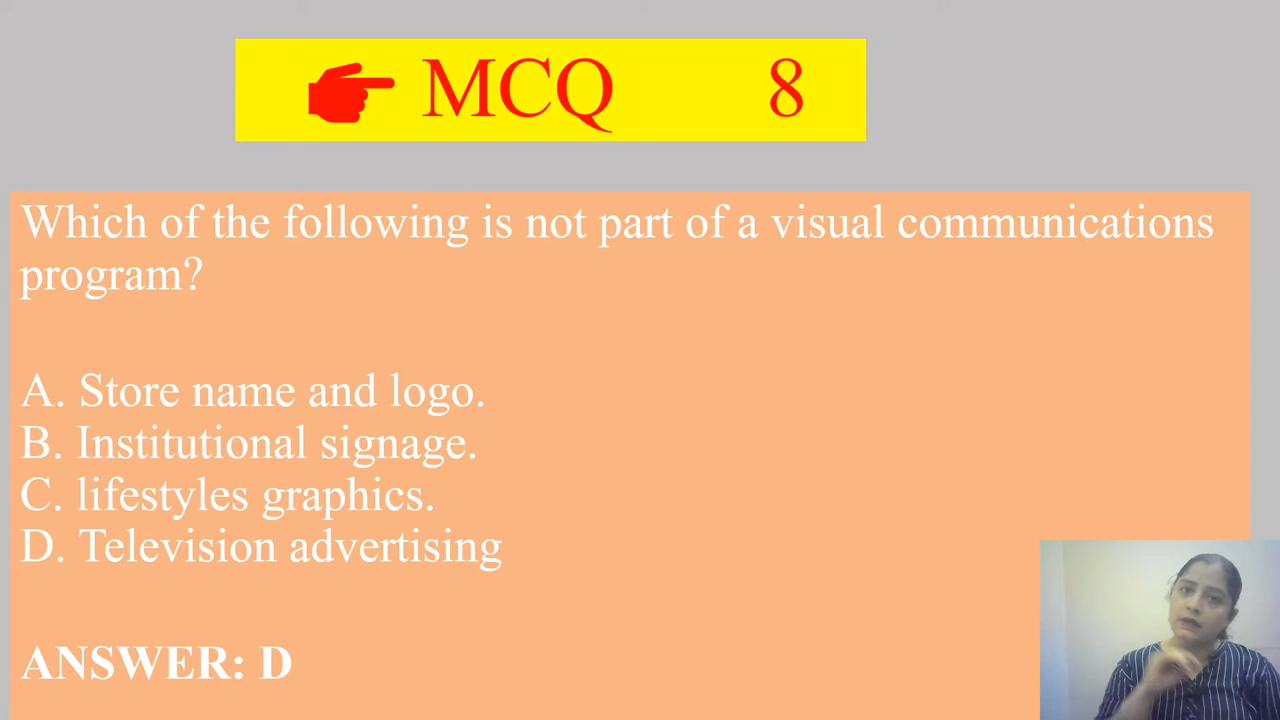 MCQ 8
Which of the following is not part of a visual communications
program?
A. Store name and logo.
B. Institutional signage.
C. lifestyles graphics.
D. Television advertising
ANSWER: D